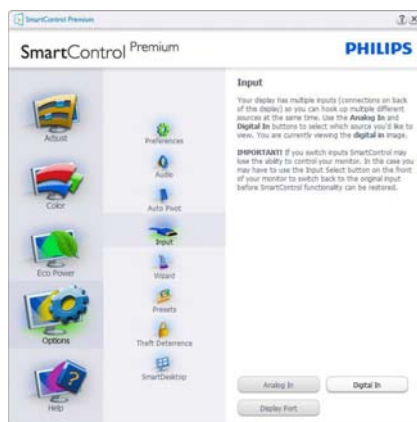 SmartControl Premium
SmartControl Premium
PHILIPS
Adjust
Color
Eco Power
Options
Help
Preferences
Audio
Auto Pivot
Input
Wizard
Presets
Theft Deterrence
SmartDesktop
Input
Your display has multiple inputs (connections on back
of the display) so you can hook up multiple different
sources at the same time. Use the Analog In and
Digital In buttons to select which source you'd like to
view. You are currently viewing the digital in image.
IMPORTANT! If you switch inputs SmartControl may
lose the ability to control your monitor. In the case you
may have to use the Input Select button on the front
of your monitor to switch back to the original input
before SmartControl functionality can be restored.
Analog In
Digital In
Display Port